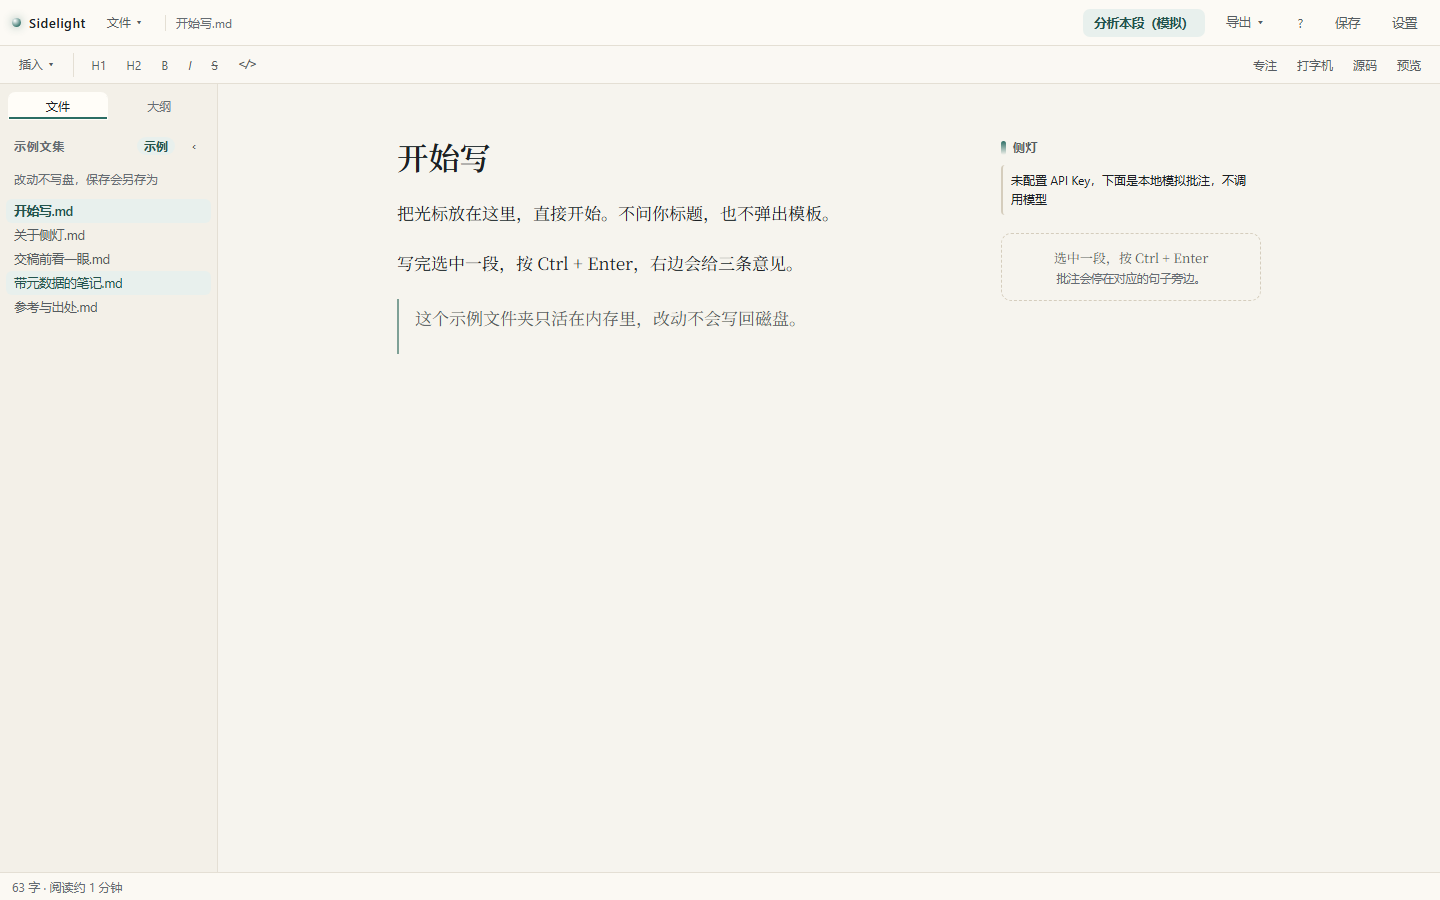 Sidelight 文件 开始写.md 分析本段（模拟） 导出 ? 保存 设置
插入 H1 H2 B I S </> 专注 打字机 源码 预览
文件 大纲
示例文集 示例 ‹
改动不写盘，保存会另存为
开始写.md
关于侧灯.md
交稿前看一眼.md
带元数据的笔记.md
参考与出处.md
开始写
把光标放在这里，直接开始。不问你标题，也不弹出模板。
写完选中一段，按 Ctrl + Enter，右边会给三条意见。
这个示例文件夹只活在内存里，改动不会写回磁盘。
侧灯
未配置 API Key，下面是本地模拟批注，不调
用模型
选中一段，按 Ctrl + Enter
批注会停在对应的句子旁边。
63 字 · 阅读约 1 分钟